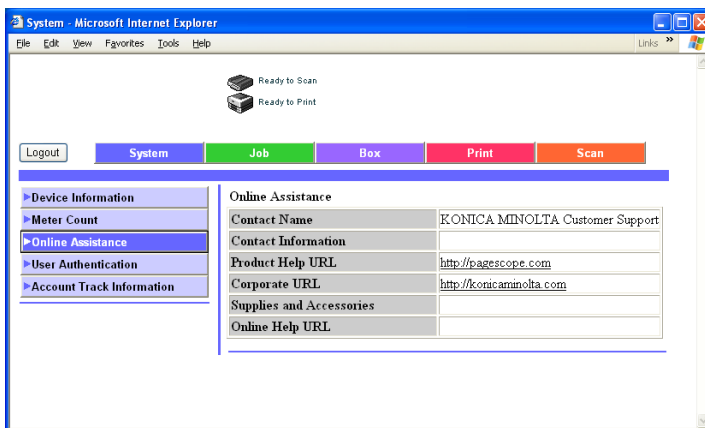 System - Microsoft Internet Explorer
File Edit View Favorites Tools Help Links »
Ready to Scan
Ready to Print
Logout System Job Box Print Scan
Device Information
Meter Count
Online Assistance
User Authentication
Account Track Information
Online Assistance
Contact Name KONICA MINOLTA Customer Support
Contact Information
Product Help URL http://pagescope.com
Corporate URL http://konicaminolta.com
Supplies and Accessories
Online Help URL